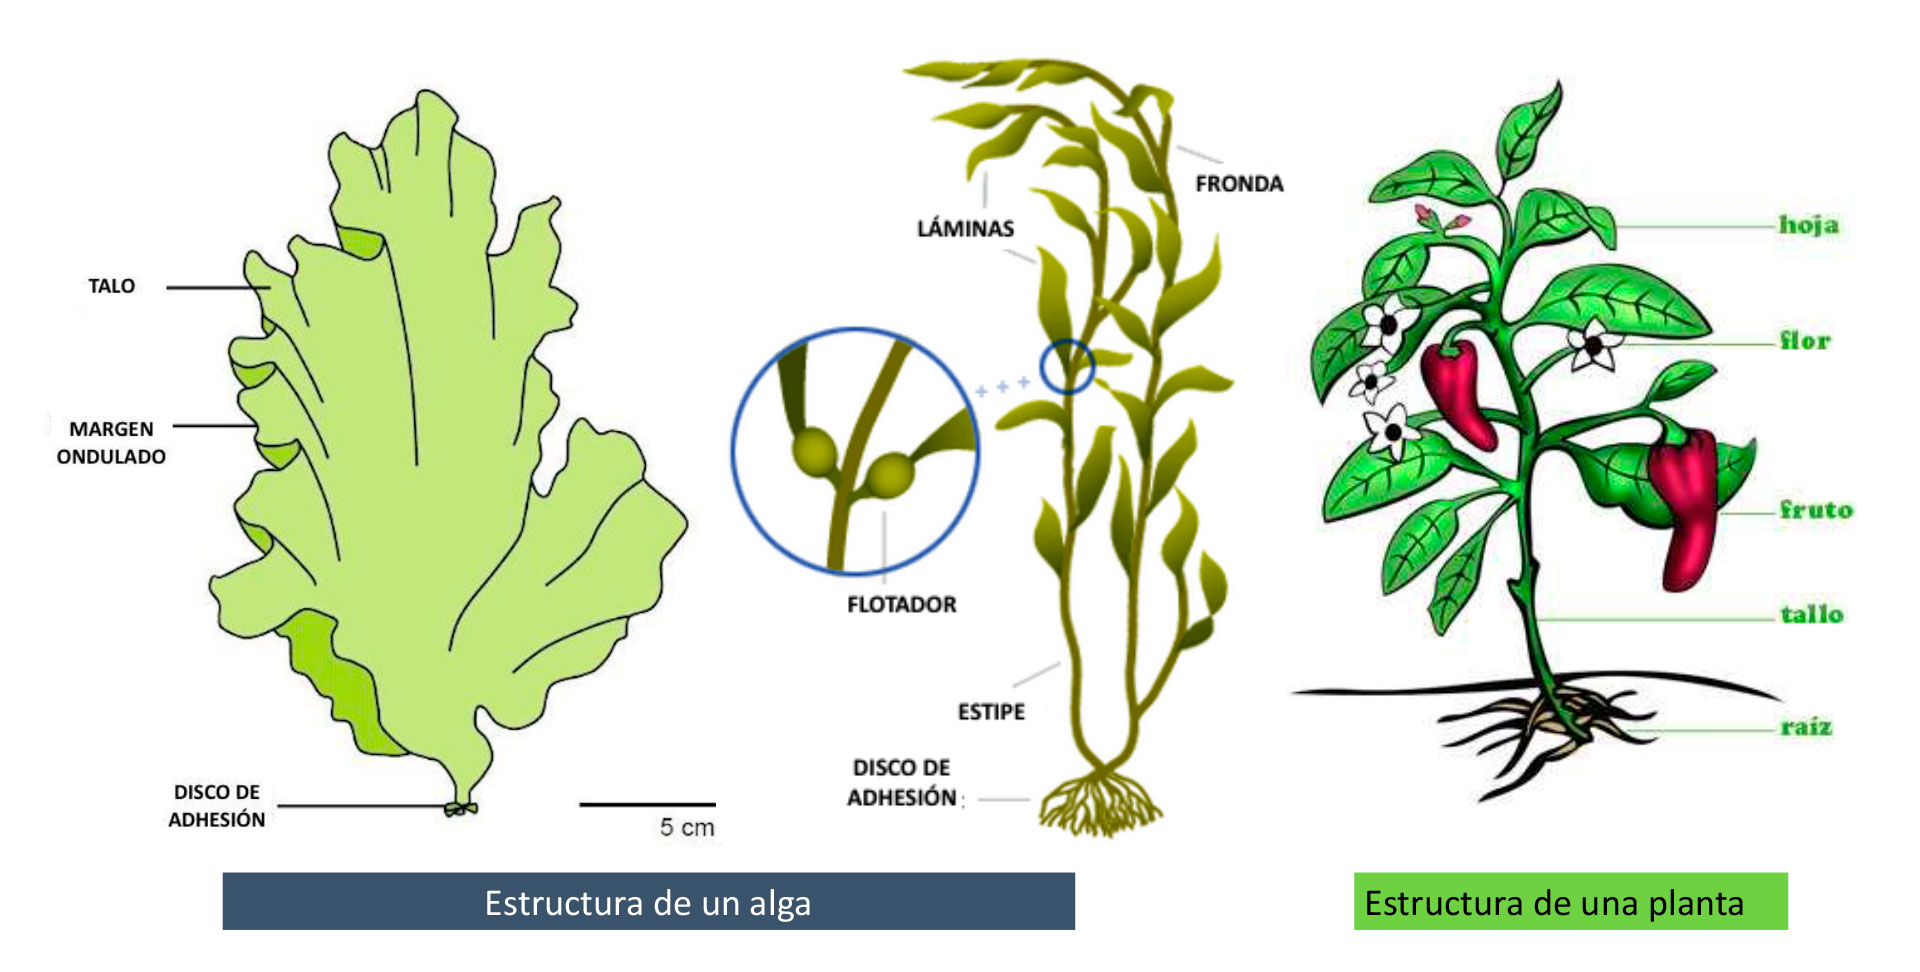 TALO
MARGEN
ONDULADO
DISCO DE
ADHESIÓN
5 cm
FRONDA
LÁMINAS
FLOTADOR
ESTIPE
DISCO DE
ADHESIÓN :
hoja
flor
fruto
tallo
raíz
Estructura de un alga
Estructura de una planta